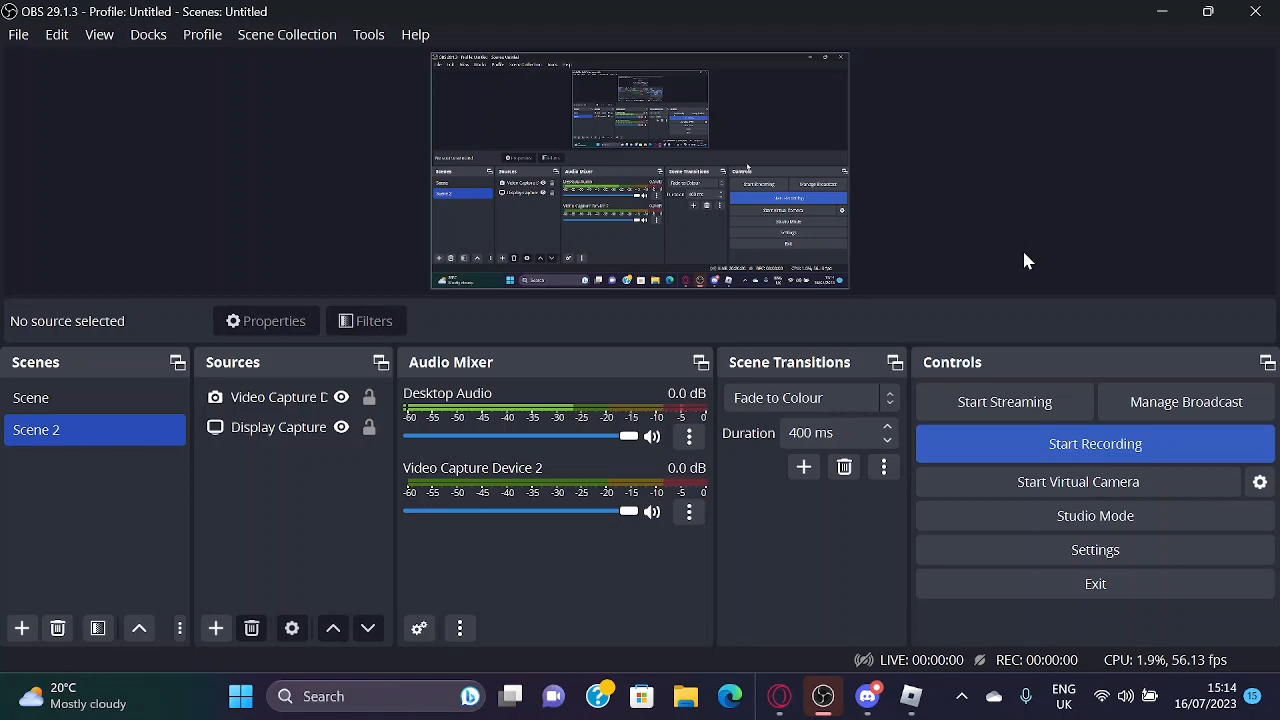 OBS 29.1.3 - Profile: Untitled - Scenes: Untitled
File Edit View Docks Profile Scene Collection Tools Help
No source selected
Properties
Filters
Scenes
Scene
Scene 2
Sources
Video Capture D
Display Capture
Audio Mixer
Desktop Audio 0.0 dB
-60 -55 -50 -45 -40 -35 -30 -25 -20 -15 -10 -5 0
Video Capture Device 2 0.0 dB
-60 -55 -50 -45 -40 -35 -30 -25 -20 -15 -10 -5 0
Scene Transitions
Fade to Colour
Duration 400 ms
Controls
Start Streaming
Manage Broadcast
Start Recording
Start Virtual Camera
Studio Mode
Settings
Exit
LIVE: 00:00:00 REC: 00:00:00 CPU: 1.9%, 56.13 fps
20°C
Mostly cloudy
Search
ENG
UK
15:14
16/07/2023
15